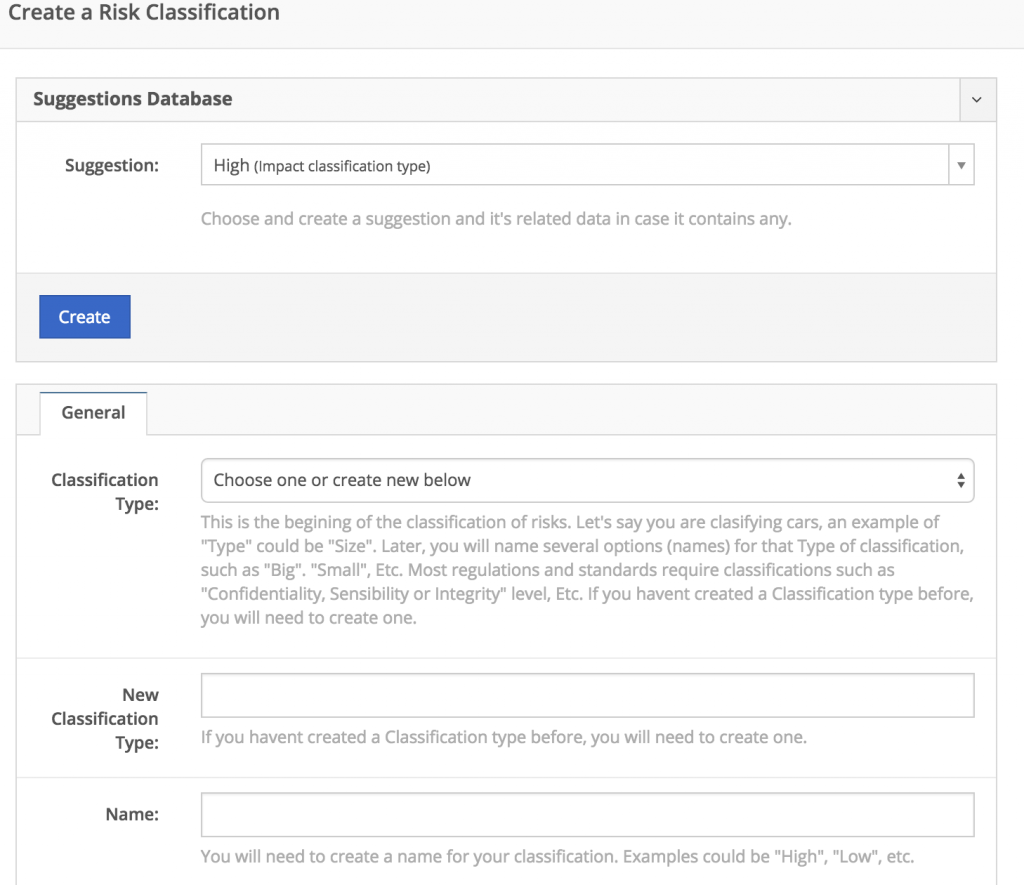 Create a Risk Classification
Suggestions Database
Suggestion:
High (Impact classification type)
Choose and create a suggestion and it's related data in case it contains any.
Create
General
Classification
Type:
Choose one or create new below
This is the begining of the classification of risks. Let's say you are clasifying cars, an example of
"Type" could be "Size". Later, you will name several options (names) for that Type of classification,
such as "Big". "Small", Etc. Most regulations and standards require classifications such as
"Confidentiality, Sensibility or Integrity" level, Etc. If you havent created a Classification type before,
you will need to create one.
New
Classification
Type:
If you havent created a Classification type before, you will need to create one.
Name:
You will need to create a name for your classification. Examples could be "High", "Low", etc.